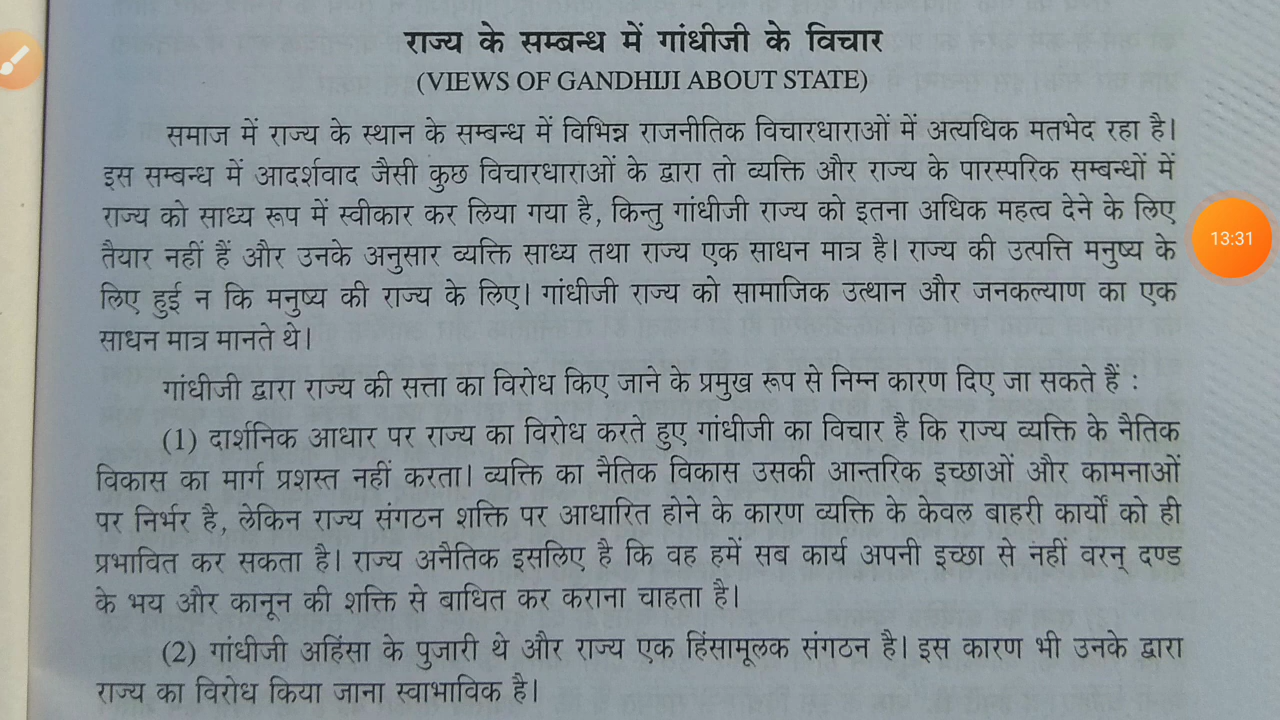 राज्य के सम्बन्ध में गांधीजी के विचार
(VIEWS OF GANDHIJI ABOUT STATE)
समाज में राज्य के स्थान के सम्बन्ध में विभिन्न राजनीतिक विचारधाराओं में अत्यधिक मतभेद रहा है।
इस सम्बन्ध में आदर्शवाद जैसी कुछ विचारधाराओं के द्वारा तो व्यक्ति और राज्य के पारस्परिक सम्बन्धों में
राज्य को साध्य रूप में स्वीकार कर लिया गया है, किन्तु गांधीजी राज्य को इतना अधिक महत्व देने के लिए
तैयार नहीं हैं और उनके अनुसार व्यक्ति साध्य तथा राज्य एक साधन मात्र है। राज्य की उत्पत्ति मनुष्य के
लिए हुई न कि मनुष्य की राज्य के लिए। गांधीजी राज्य को सामाजिक उत्थान और जनकल्याण का एक
साधन मात्र मानते थे।
गांधीजी द्वारा राज्य की सत्ता का विरोध किए जाने के प्रमुख रूप से निम्न कारण दिए जा सकते हैं :
(1) दार्शनिक आधार पर राज्य का विरोध करते हुए गांधीजी का विचार है कि राज्य व्यक्ति के नैतिक
विकास का मार्ग प्रशस्त नहीं करता। व्यक्ति का नैतिक विकास उसकी आन्तरिक इच्छाओं और कामनाओं
पर निर्भर है, लेकिन राज्य संगठन शक्ति पर आधारित होने के कारण व्यक्ति के केवल बाहरी कार्यों को ही
प्रभावित कर सकता है। राज्य अनैतिक इसलिए है कि वह हमें सब कार्य अपनी इच्छा से नहीं वरन् दण्ड
के भय और कानून की शक्ति से बाधित कर कराना चाहता है।
(2) गांधीजी अहिंसा के पुजारी थे और राज्य एक हिंसामूलक संगठन है। इस कारण भी उनके द्वारा
राज्य का विरोध किया जाना स्वाभाविक है।
13:31